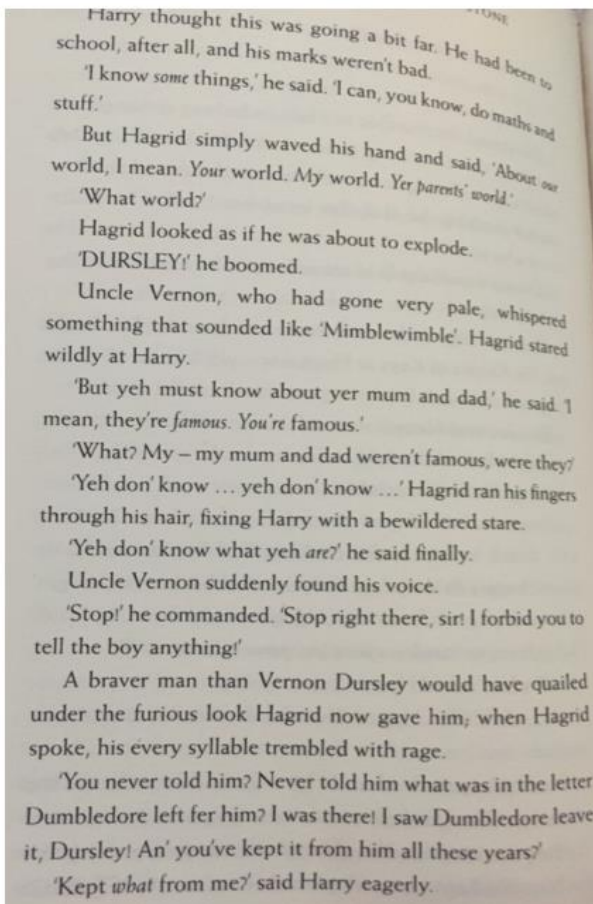 STONE
Harry thought this was going a bit far. He had been to
school, after all, and his marks weren't bad.
'I know some things,' he said. 'I can, you know, do maths and
stuff.'
But Hagrid simply waved his hand and said, 'About our
world, I mean. Your world. My world. Yer parents' world.'
'What world?'
Hagrid looked as if he was about to explode.
'DURSLEY!' he boomed.
Uncle Vernon, who had gone very pale, whispered
something that sounded like 'Mimblewimble'. Hagrid stared
wildly at Harry.
'But yeh must know about yer mum and dad,' he said. 'I
mean, they're famous. You're famous.'
'What? My – my mum and dad weren't famous, were they?'
'Yeh don' know … yeh don' know …' Hagrid ran his fingers
through his hair, fixing Harry with a bewildered stare.
'Yeh don' know what yeh are?' he said finally.
Uncle Vernon suddenly found his voice.
'Stop!' he commanded. 'Stop right there, sir! I forbid you to
tell the boy anything!'
A braver man than Vernon Dursley would have quailed
under the furious look Hagrid now gave him; when Hagrid
spoke, his every syllable trembled with rage.
'You never told him? Never told him what was in the letter
Dumbledore left fer him? I was there! I saw Dumbledore leave
it, Dursley! An' you've kept it from him all these years?'
'Kept what from me?' said Harry eagerly.